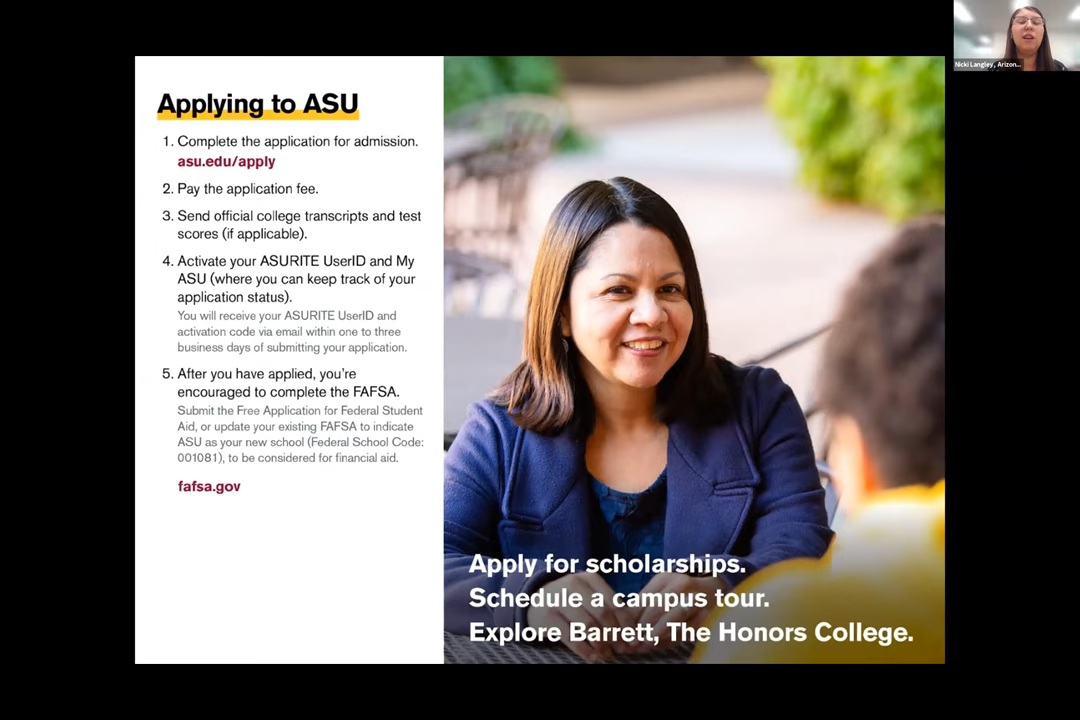 Nicki Langley, Arizon...
Applying to ASU
1. Complete the application for admission.
asu.edu/apply
2. Pay the application fee.
3. Send official college transcripts and test
scores (if applicable).
4. Activate your ASURITE UserID and My
ASU (where you can keep track of your
application status).
You will receive your ASURITE UserID and
activation code via email within one to three
business days of submitting your application.
5. After you have applied, you're
encouraged to complete the FAFSA.
Submit the Free Application for Federal Student
Aid, or update your existing FAFSA to indicate
ASU as your new school (Federal School Code:
001081), to be considered for financial aid.
fafsa.gov
Apply for scholarships.
Schedule a campus tour.
Explore Barrett, The Honors College.